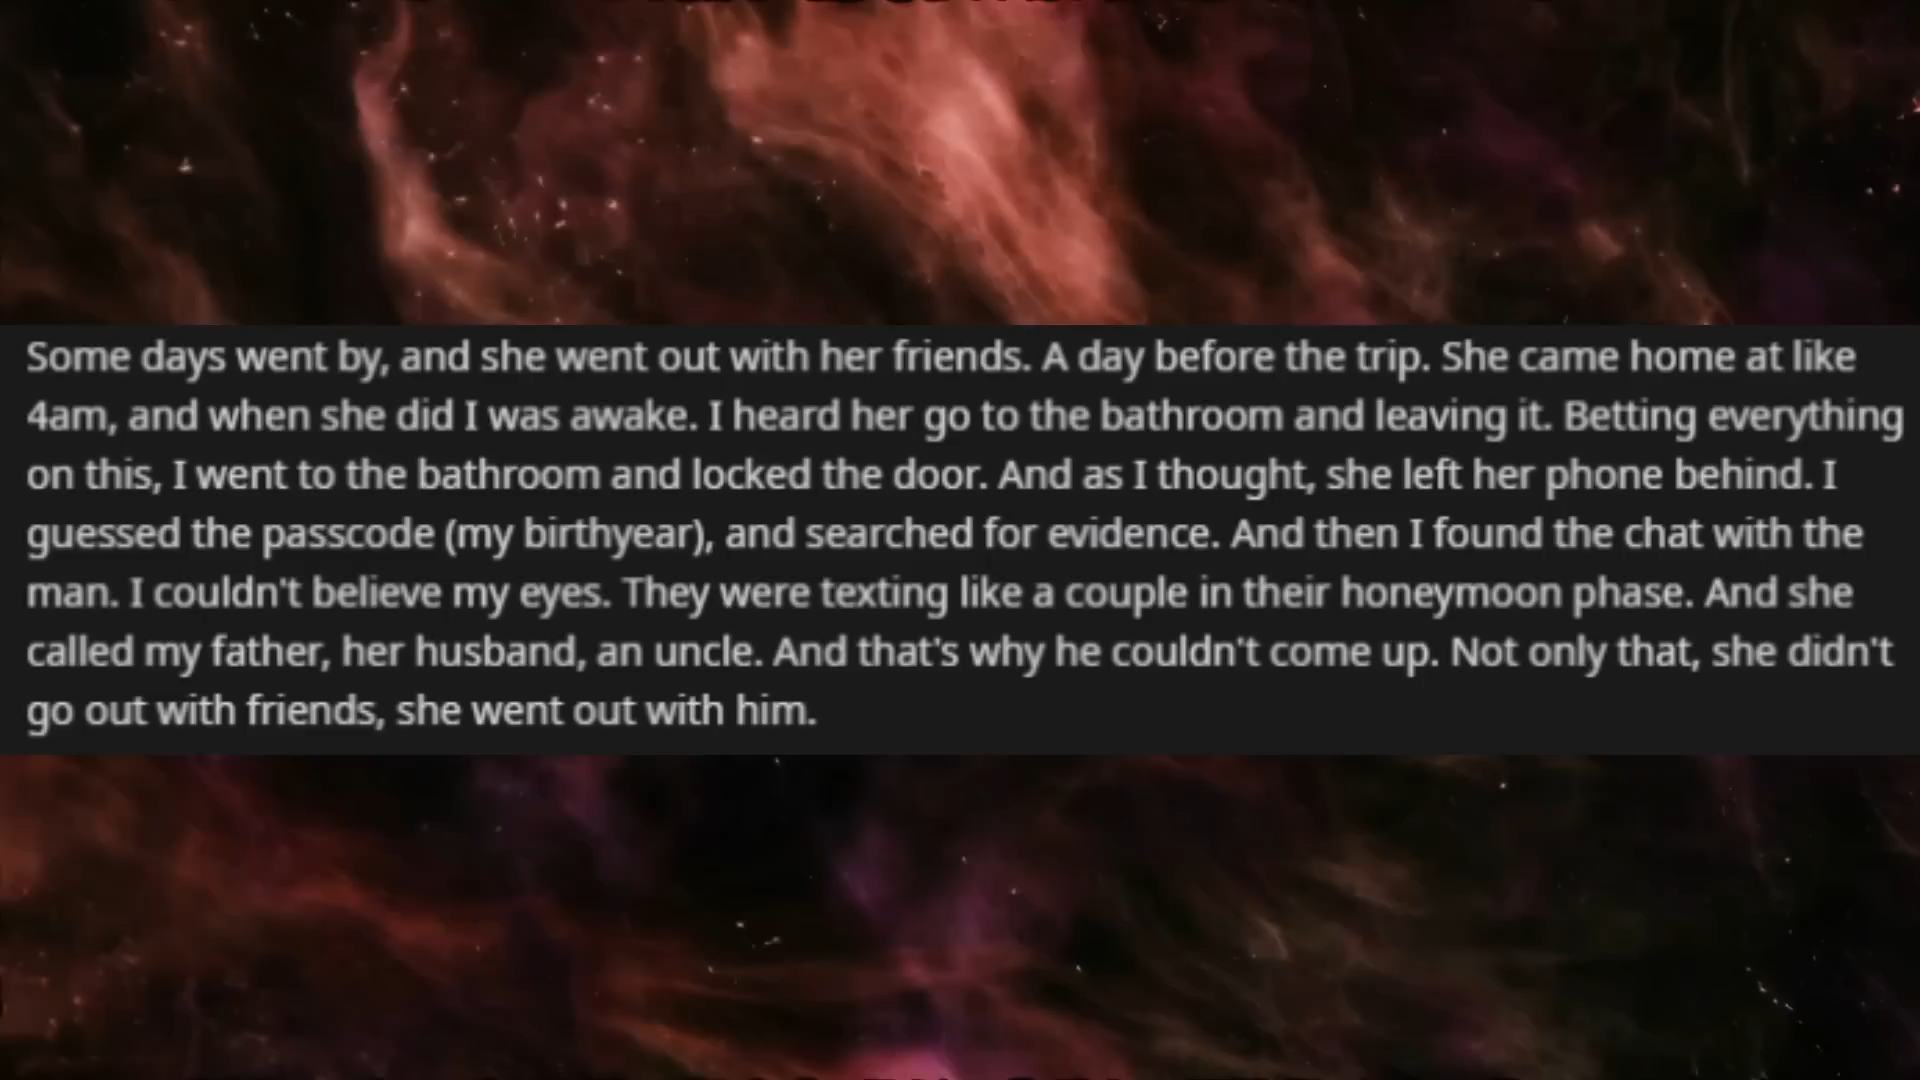 Some days went by, and she went out with her friends. A day before the trip. She came home at like
4am, and when she did I was awake. I heard her go to the bathroom and leaving it. Betting everything
on this, I went to the bathroom and locked the door. And as I thought, she left her phone behind. I
guessed the passcode (my birthyear), and searched for evidence. And then I found the chat with the
man. I couldn't believe my eyes. They were texting like a couple in their honeymoon phase. And she
called my father, her husband, an uncle. And that's why he couldn't come up. Not only that, she didn't
go out with friends, she went out with him.